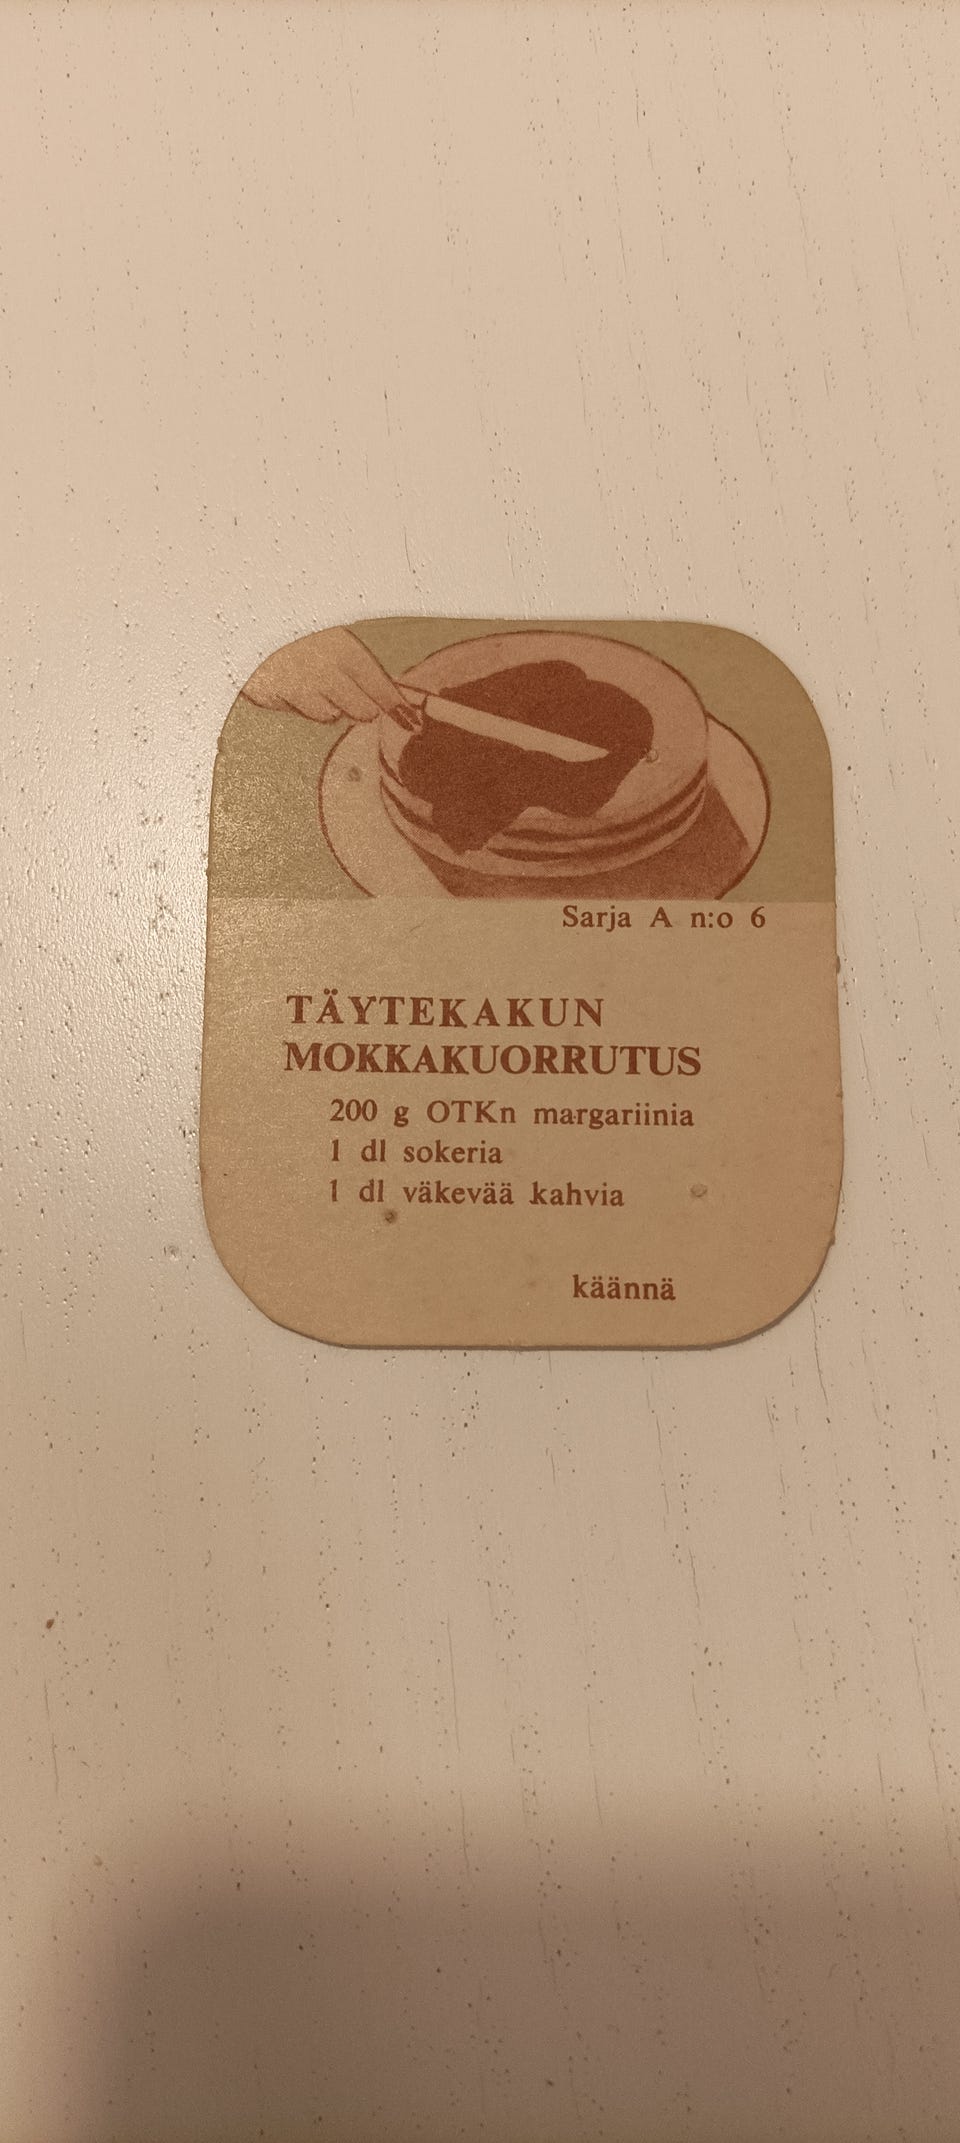 Sarja A n:o 6
TÄYTEKAKUN
MOKKAKUORRUTUS
200 g OTKn margariinia
1 dl sokeria
1 dl väkevää kahvia
käännä